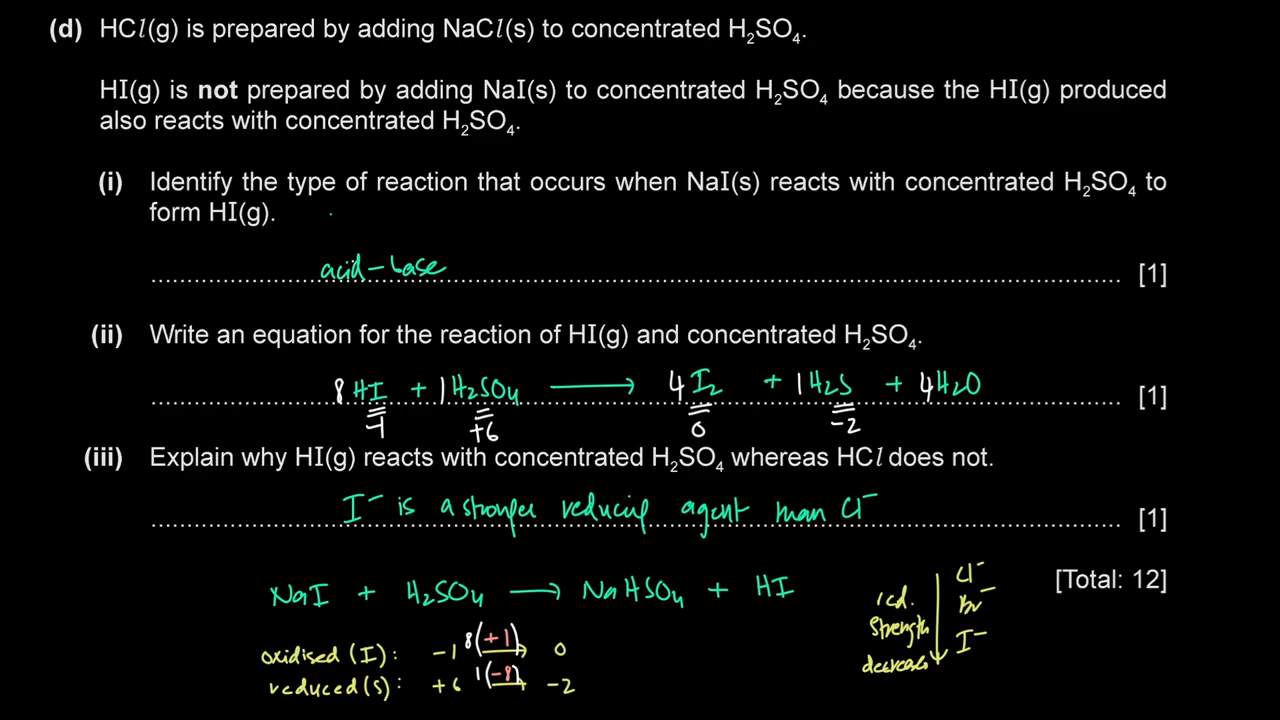 (d) HCl(g) is prepared by adding NaCl(s) to concentrated H₂SO₄.
HI(g) is not prepared by adding NaI(s) to concentrated H₂SO₄ because the HI(g) produced
also reacts with concentrated H₂SO₄.
(i) Identify the type of reaction that occurs when NaI(s) reacts with concentrated H₂SO₄ to
form HI(g).
acid-base [1]
(ii) Write an equation for the reaction of HI(g) and concentrated H₂SO₄.
8HI + 1H₂SO₄ → 4I₂ + 1H₂S + 4H₂O [1]
-1 +6 0 -2
(iii) Explain why HI(g) reacts with concentrated H₂SO₄ whereas HCl does not.
I⁻ is a stronger reducing agent than Cl⁻ [1]
[Total: 12]
NaI + H₂SO₄ → NaHSO₄ + HI
oxidised (I): -1 8(+1) → 0
reduced (S): +6 1(-8) → -2
red. strength decreases
Cl⁻
Br⁻
I⁻